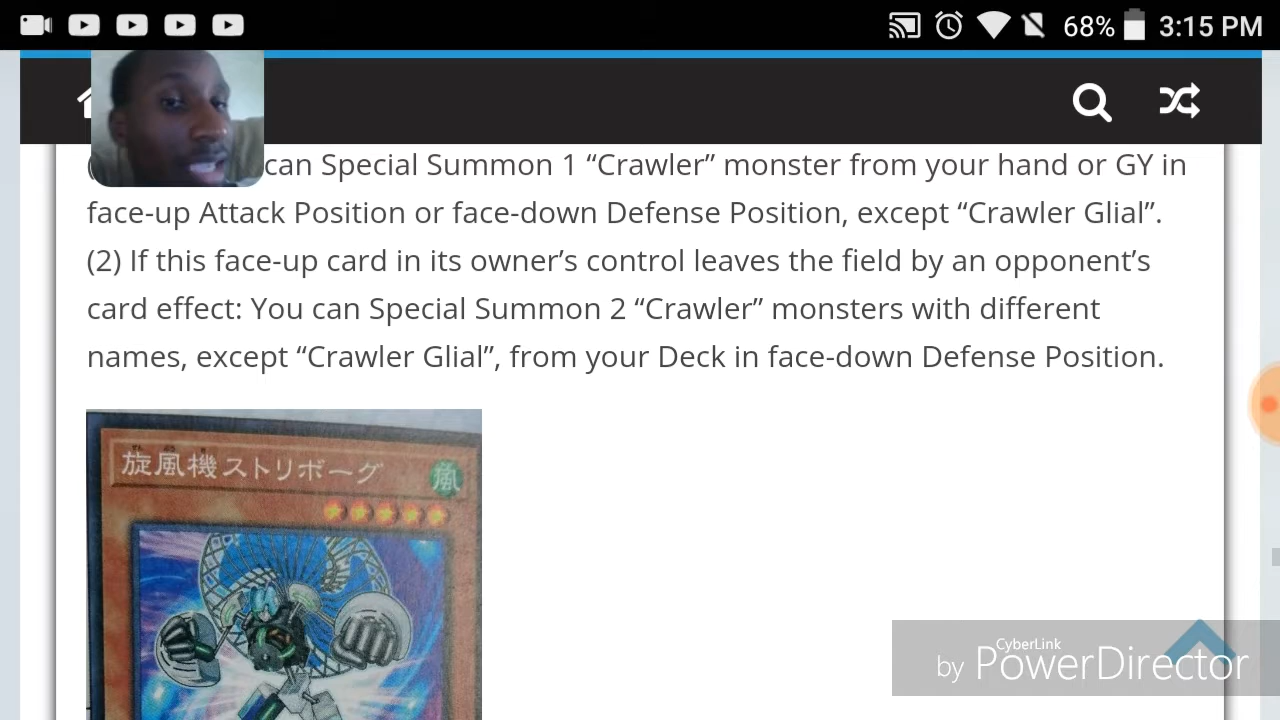 68% 3:15 PM
( can Special Summon 1 “Crawler” monster from your hand or GY in
face-up Attack Position or face-down Defense Position, except “Crawler Glial”.
(2) If this face-up card in its owner’s control leaves the field by an opponent’s
card effect: You can Special Summon 2 “Crawler” monsters with different
names, except “Crawler Glial”, from your Deck in face-down Defense Position.
旋風機ストリボーグ 風
CyberLink
by PowerDirector